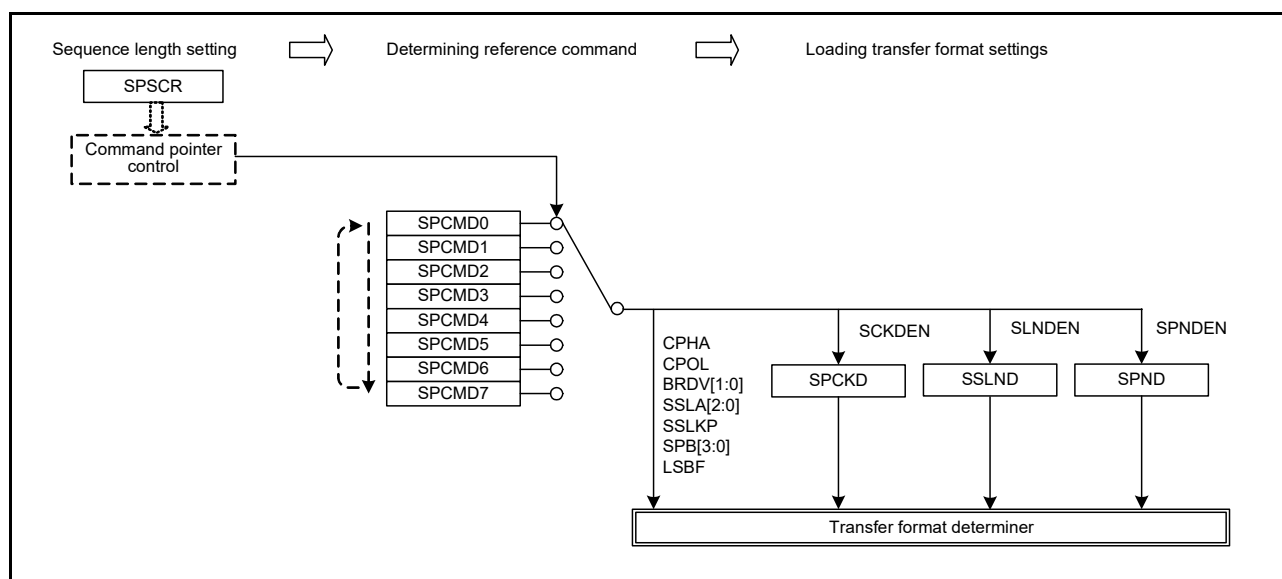 Sequence length setting
Determining reference command
Loading transfer format settings
SPSCR
Command pointer
control
SPCMD0
SPCMD1
SPCMD2
SPCMD3
SPCMD4
SPCMD5
SPCMD6
SPCMD7
CPHA
CPOL
BRDV[1:0]
SSLA[2:0]
SSLKP
SPB[3:0]
LSBF
SCKDEN
SLNDEN
SPNDEN
SPCKD
SSLND
SPND
Transfer format determiner